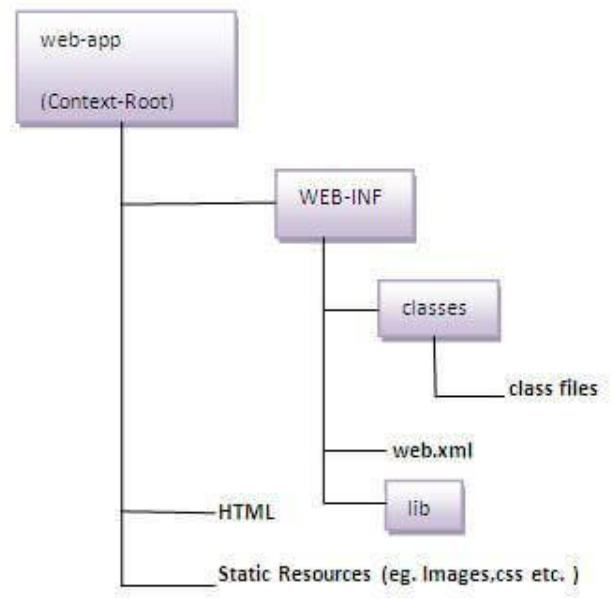 web-app
(Context-Root)
WEB-INF
classes
class files
web.xml
lib
HTML
Static Resources (eg. Images,css etc. )